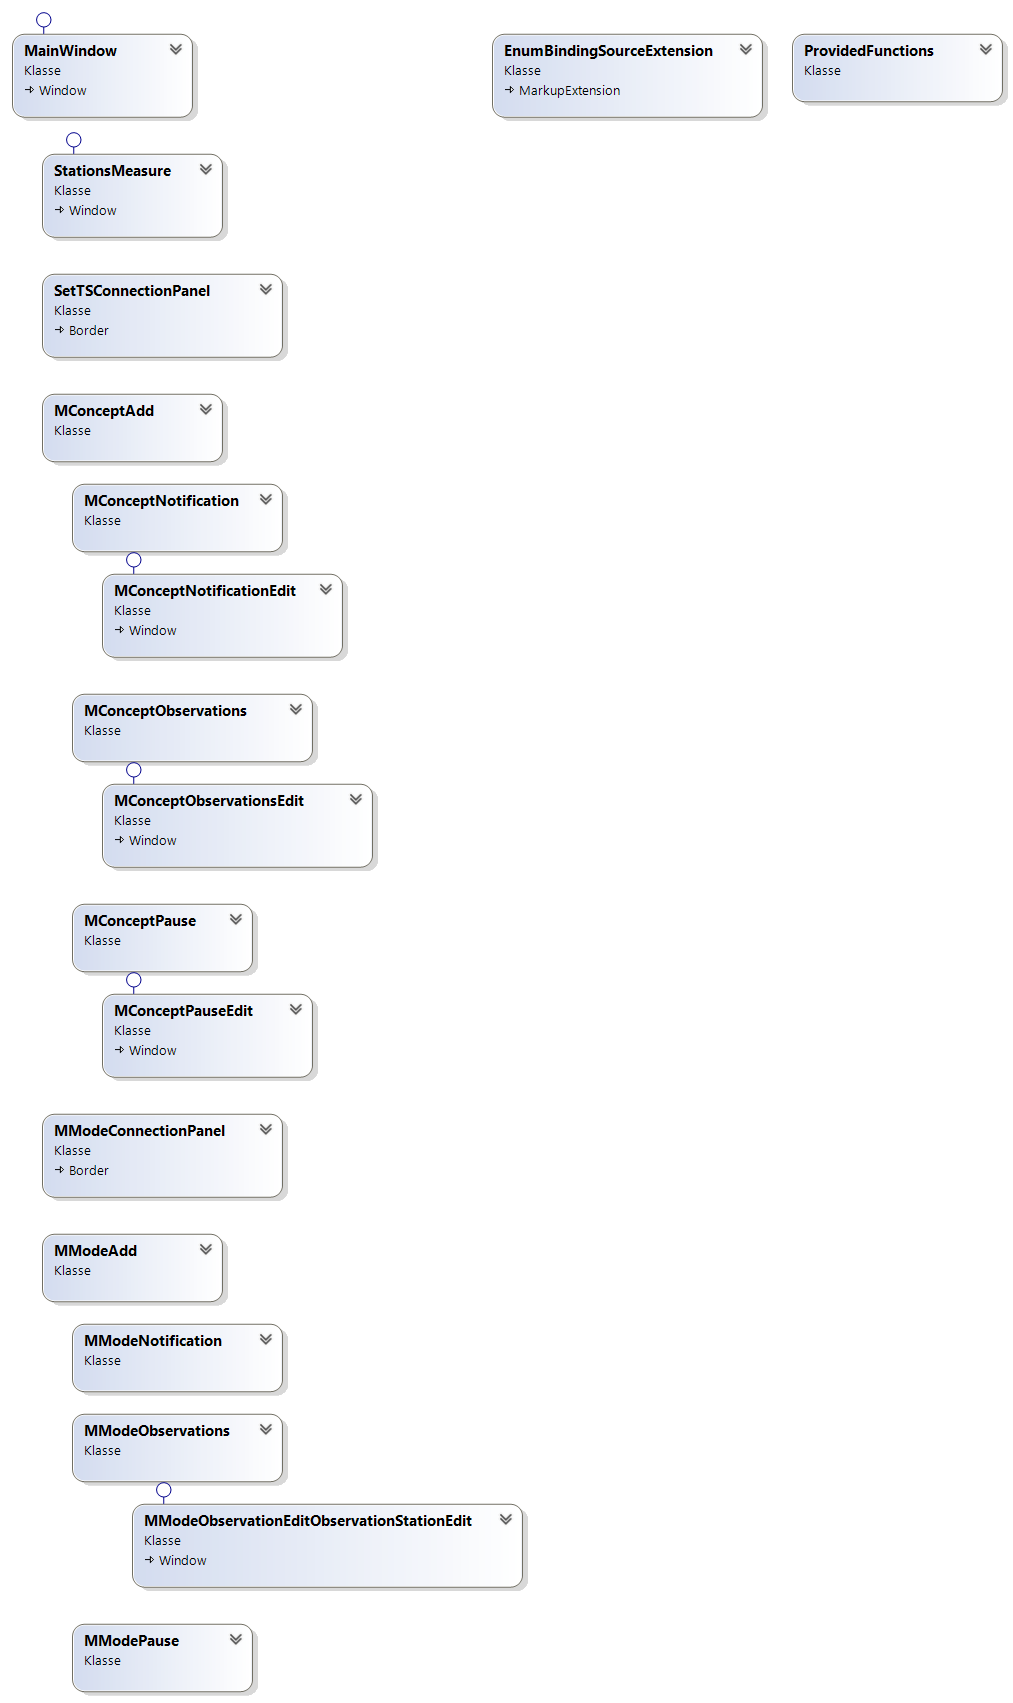 MainWindow
Klasse
Window
EnumBindingSourceExtension
Klasse
MarkupExtension
ProvidedFunctions
Klasse
StationsMeasure
Klasse
Window
SetTSConnectionPanel
Klasse
Border
MConceptAdd
Klasse
MConceptNotification
Klasse
MConceptNotificationEdit
Klasse
Window
MConceptObservations
Klasse
MConceptObservationsEdit
Klasse
Window
MConceptPause
Klasse
MConceptPauseEdit
Klasse
Window
MModeConnectionPanel
Klasse
Border
MModeAdd
Klasse
MModeNotification
Klasse
MModeObservations
Klasse
MModeObservationEditObservationStationEdit
Klasse
Window
MModePause
Klasse